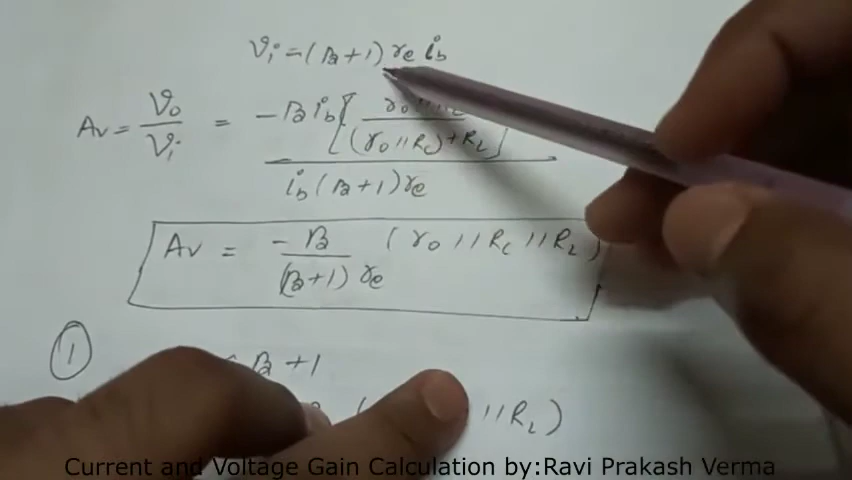 Vi = (B+1) re ib
Av = Vo / Vi = -B ib [ ro // / (ro // Rc) + RL ] / ib (B+1) re
Av = -B / (B+1) re (ro // Rc // RL)
1 B+1
( // RL)
Current and Voltage Gain Calculation by:Ravi Prakash Verma